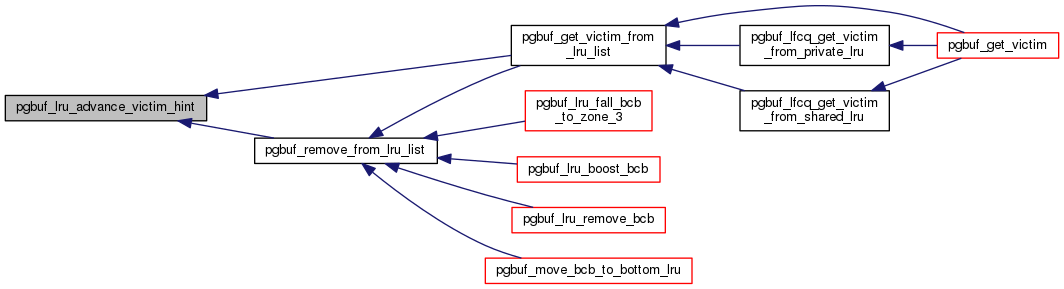 pgbuf_lru_advance_victim_hint
pgbuf_get_victim_from
_lru_list
pgbuf_lfcq_get_victim
_from_private_lru
pgbuf_get_victim
pgbuf_lfcq_get_victim
_from_shared_lru
pgbuf_remove_from_lru_list
pgbuf_lru_fall_bcb
_to_zone_3
pgbuf_lru_boost_bcb
pgbuf_lru_remove_bcb
pgbuf_move_bcb_to_bottom_lru